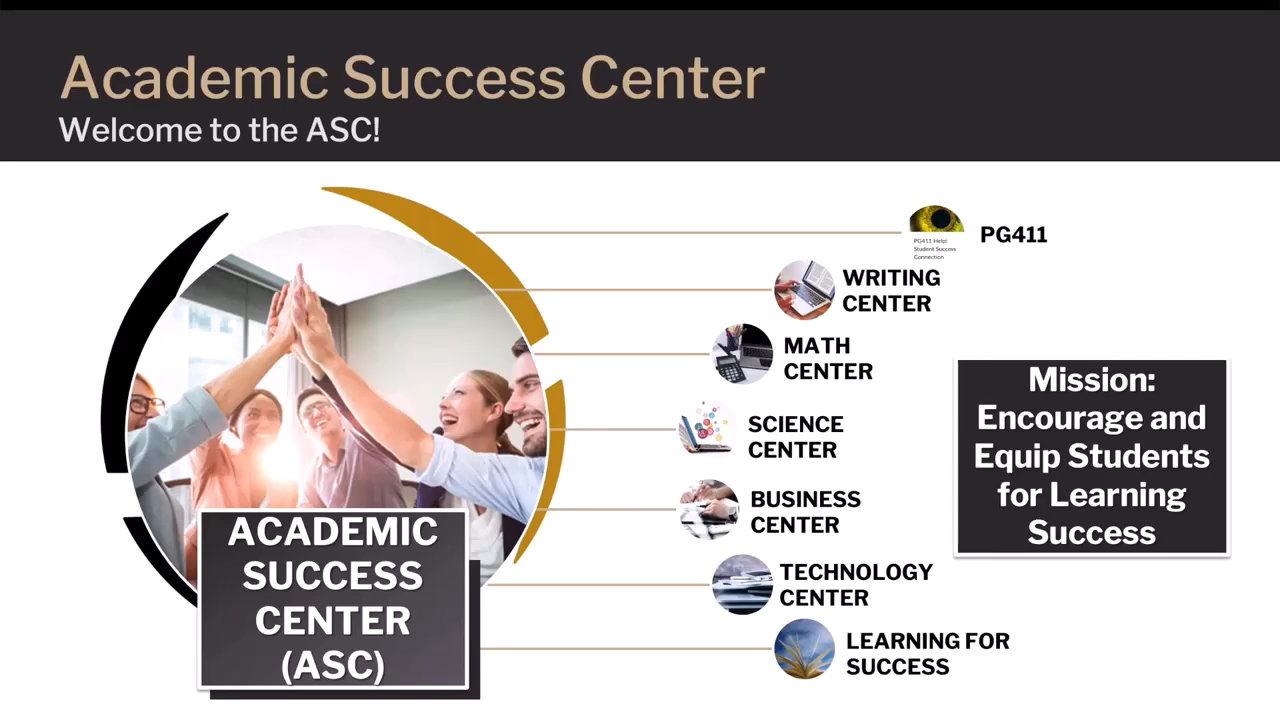 Academic Success Center
Welcome to the ASC!
PG411 Help!
Student Success
Connection
PG411
WRITING
CENTER
MATH
CENTER
SCIENCE
CENTER
BUSINESS
CENTER
TECHNOLOGY
CENTER
LEARNING FOR
SUCCESS
Mission:
Encourage and
Equip Students
for Learning
Success
ACADEMIC
SUCCESS
CENTER
(ASC)